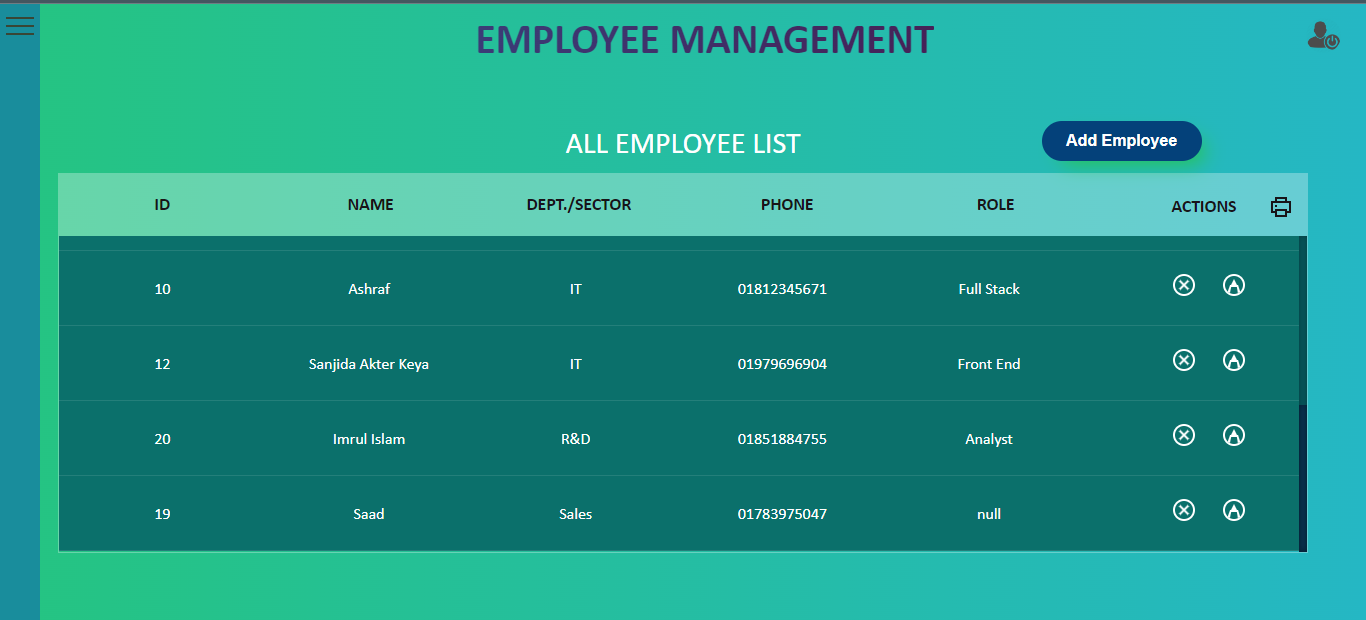 EMPLOYEE MANAGEMENT
ALL EMPLOYEE LIST Add Employee
ID NAME DEPT./SECTOR PHONE ROLE ACTIONS
10 Ashraf IT 01812345671 Full Stack
12 Sanjida Akter Keya IT 01979696904 Front End
20 Imrul Islam R&D 01851884755 Analyst
19 Saad Sales 01783975047 null